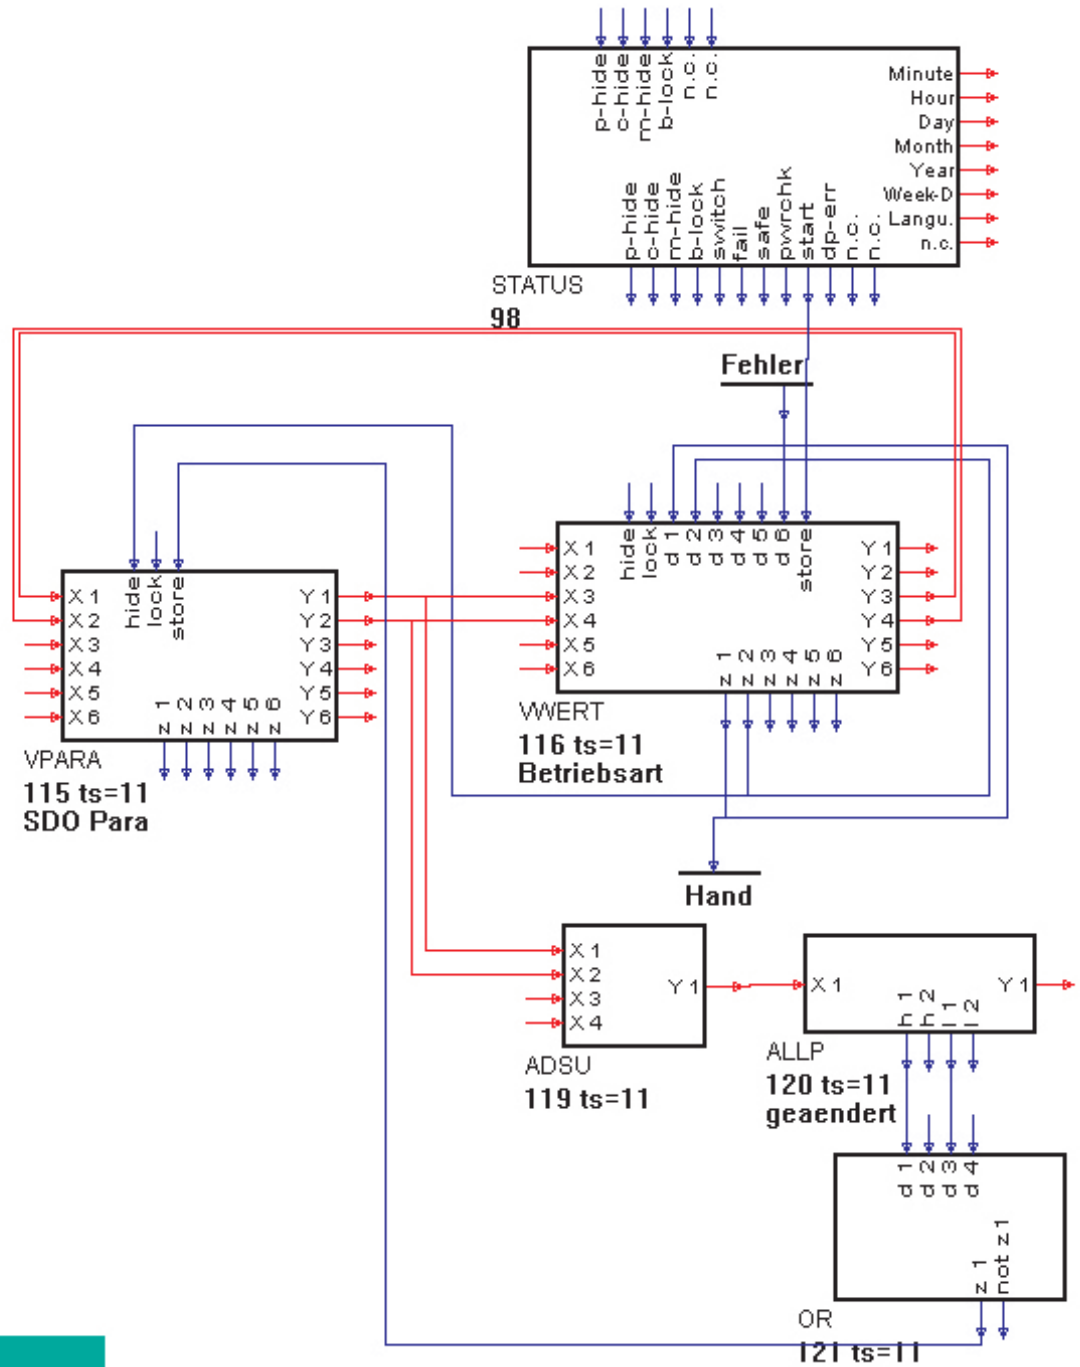 p-hide
c-hide
m-hide
b-lock
n.c.
n.c.
Minute
Hour
Day
Month
Year
Week-D
Langu.
n.c.
p-hide
c-hide
m-hide
b-lock
switch
fail
safe
pwrchk
start
dp-err
n.c.
n.c.
STATUS
98
Fehler
hide
lock
store
X 1
X 2
X 3
X 4
X 5
X 6
Y 1
Y 2
Y 3
Y 4
Y 5
Y 6
z 1
z 2
z 3
z 4
z 5
z 6
VPARA
115 ts=11
SDO Para
hide
lock
d 1
d 2
d 3
d 4
d 5
d 6
store
X 1
X 2
X 3
X 4
X 5
X 6
Y 1
Y 2
Y 3
Y 4
Y 5
Y 6
z 1
z 2
z 3
z 4
z 5
z 6
VWERT
116 ts=11
Betriebsart
Hand
X 1
X 2
X 3
X 4
Y 1
ADSU
119 ts=11
X 1
Y 1
h 1
h 2
l 1
l 2
ALLP
120 ts=11
geaendert
d 1
d 2
d 3
d 4
z 1
not z1
OR
121 ts=11